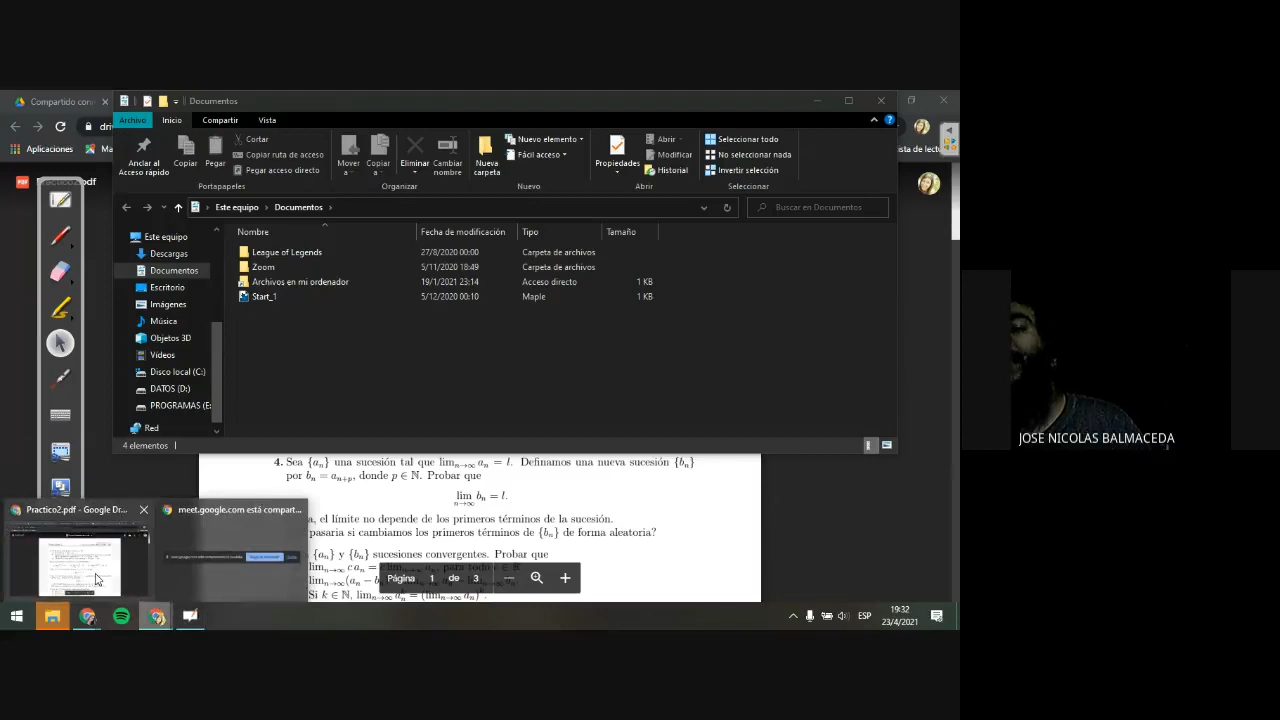 Compartido con
Documentos
Archivo
Inicio
Compartir
Vista
Anclar al
Acceso rápido
Copiar
Pegar
Cortar
Copiar ruta de acceso
Pegar acceso directo
Mover
a
Copiar
a
Eliminar
Cambiar
nombre
Nueva
carpeta
Nuevo elemento
Fácil acceso
Propiedades
Abrir
Modificar
Historial
Seleccionar todo
No seleccionar nada
Invertir selección
Portapapeles
Organizar
Nuevo
Abrir
Seleccionar
Aplicaciones
Practico2.pdf
Este equipo
Documentos
Buscar en Documentos
Nombre
Fecha de modificación
Tipo
Tamaño
League of Legends 27/8/2020 00:00 Carpeta de archivos
Zoom 5/11/2020 18:49 Carpeta de archivos
Archivos en mi ordenador 19/1/2021 23:14 Acceso directo 1 KB
Start_1 5/12/2020 00:10 Maple 1 KB
Este equipo
Descargas
Documentos
Escritorio
Imágenes
Música
Objetos 3D
Vídeos
Disco local (C:)
DATOS (D:)
PROGRAMAS (E:
Red
4 elementos
4. Sea {aₙ} una sucesión tal que limₙ→∞ aₙ = l. Definamos una nueva sucesión {bₙ}
por bₙ = aₙ₊ₚ, donde p ∈ ℕ. Probar que
lim bₙ = l.
n→∞
a, el límite no depende de los primeros términos de la sucesión.
pasaria si cambiamos los primeros términos de {bₙ} de forma aleatoria?
{aₙ} y {bₙ} sucesiones convergentes. Probar que
Si k ∈ ℕ, limₙ→∞ aₙᵏ = (limₙ→∞ aₙ)ᵏ.
Página 1 de 3
Practico2.pdf - Google Dr...
meet.google.com está compart...
ESP
19:32
23/4/2021
JOSE NICOLAS BALMACEDA